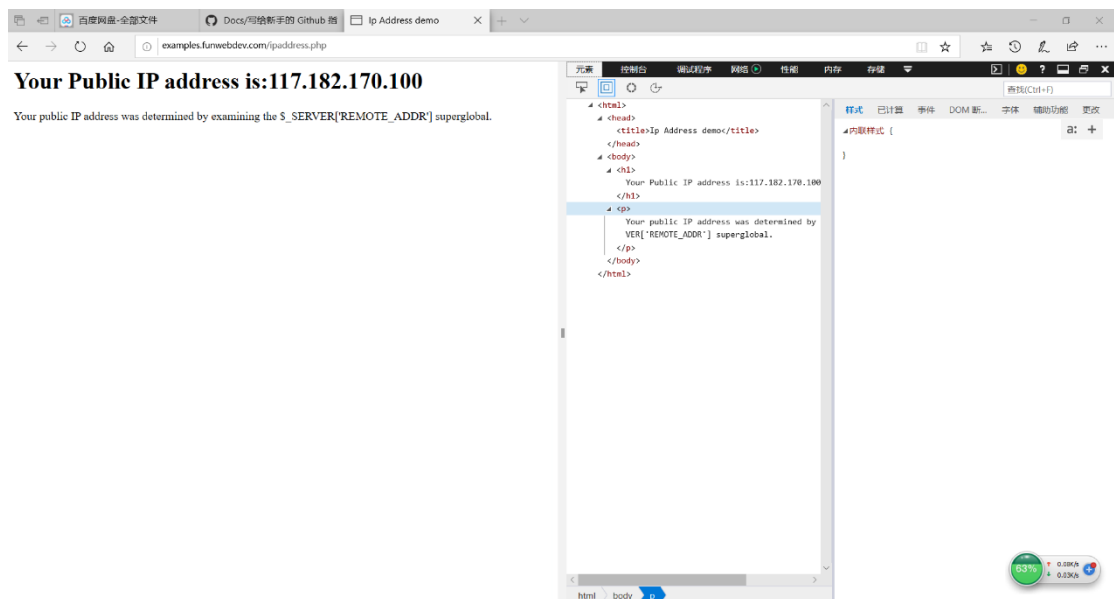 百度网盘-全部文件
Docs/写给新手的 Github 指
Ip Address demo
examples.funwebdev.com/ipaddress.php
Your Public IP address is:117.182.170.100
Your public IP address was determined by examining the $_SERVER['REMOTE_ADDR'] superglobal.
元素 控制台 调试程序 网络 性能 内存 存储
查找(Ctrl+F)
<html>
<head>
<title>Ip Address demo</title>
</head>
<body>
<h1>
Your Public IP address is:117.182.170.100
</h1>
<p>
Your public IP address was determined by
VER['REMOTE_ADDR'] superglobal.
</p>
</body>
</html>
样式 已计算 事件 DOM 断... 字体 辅助功能 更改
内联样式 {
a:
}
63%
0.03K/s
html body p